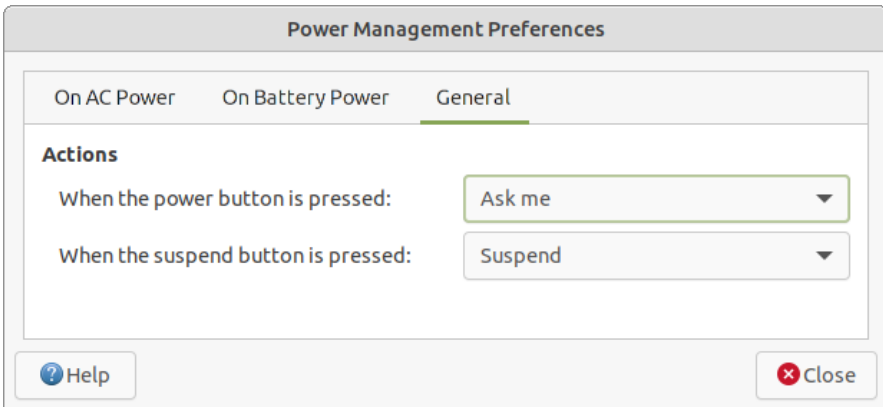 Power Management Preferences
On AC Power On Battery Power General
Actions
When the power button is pressed: Ask me
When the suspend button is pressed: Suspend
Help Close